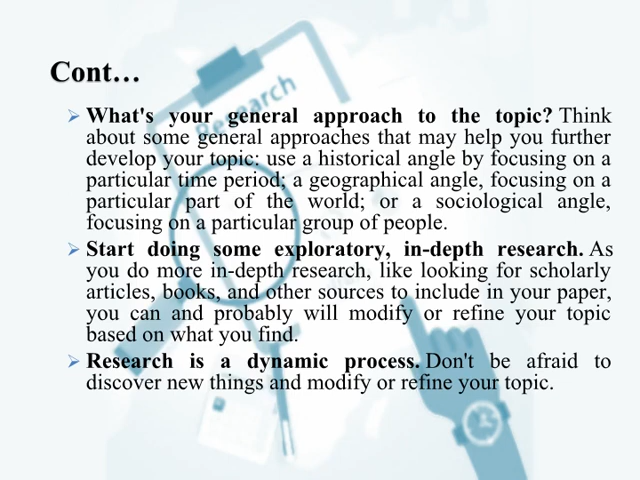 Cont…
Research
➢ What's your general approach to the topic? Think
about some general approaches that may help you further
develop your topic: use a historical angle by focusing on a
particular time period; a geographical angle, focusing on a
particular part of the world; or a sociological angle,
focusing on a particular group of people.
➢ Start doing some exploratory, in-depth research. As
you do more in-depth research, like looking for scholarly
articles, books, and other sources to include in your paper,
you can and probably will modify or refine your topic
based on what you find.
➢ Research is a dynamic process. Don't be afraid to
discover new things and modify or refine your topic.